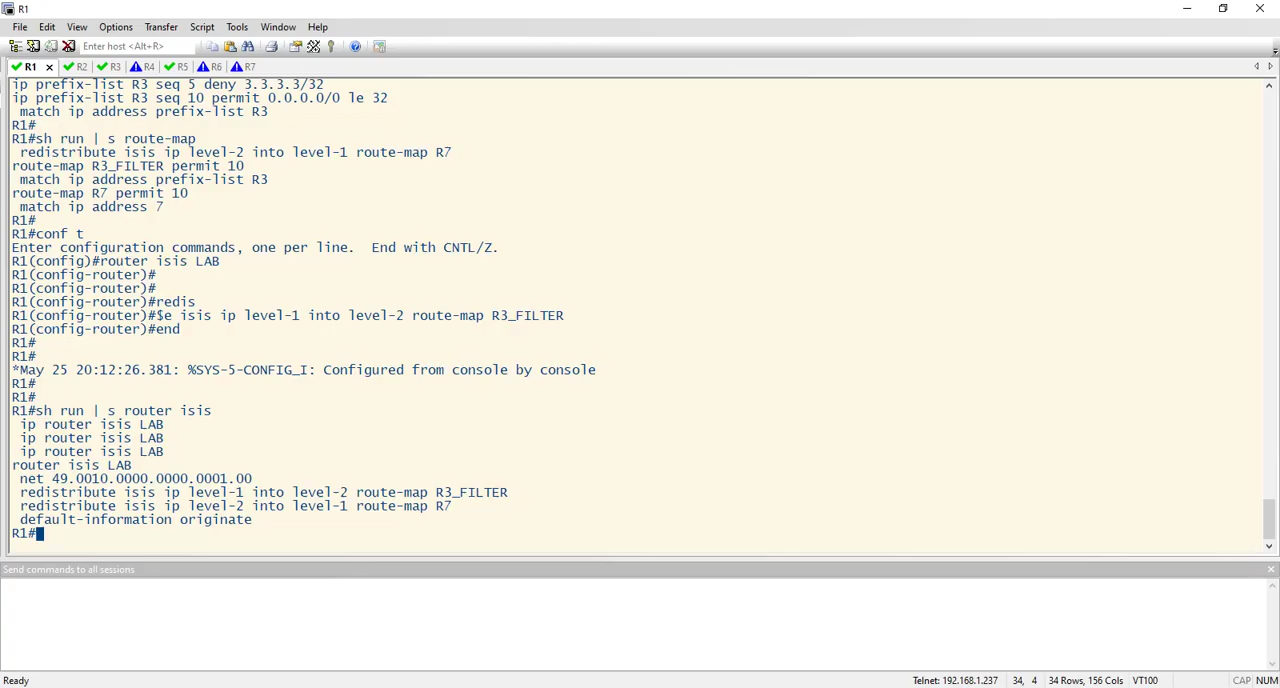 R1
File Edit View Options Transfer Script Tools Window Help
Enter host <Alt+R>
R1 R2 R3 R4 R5 R6 R7
ip prefix-list R3 seq 5 deny 3.3.3.3/32
ip prefix-list R3 seq 10 permit 0.0.0.0/0 le 32
match ip address prefix-list R3
R1#
R1#sh run | s route-map
redistribute isis ip level-2 into level-1 route-map R7
route-map R3_FILTER permit 10
match ip address prefix-list R3
route-map R7 permit 10
match ip address 7
R1#
R1#conf t
Enter configuration commands, one per line.  End with CNTL/Z.
R1(config)#router isis LAB
R1(config-router)#
R1(config-router)#
R1(config-router)#redis
R1(config-router)#$e isis ip level-1 into level-2 route-map R3_FILTER
R1(config-router)#end
R1#
R1#
*May 25 20:12:26.381: %SYS-5-CONFIG_I: Configured from console by console
R1#
R1#
R1#sh run | s router isis
ip router isis LAB
ip router isis LAB
ip router isis LAB
router isis LAB
net 49.0010.0000.0000.0001.00
redistribute isis ip level-1 into level-2 route-map R3_FILTER
redistribute isis ip level-2 into level-1 route-map R7
default-information originate
R1#
Send commands to all sessions
Ready Telnet: 192.168.1.237 34, 4 34 Rows, 156 Cols VT100 CAP NUM